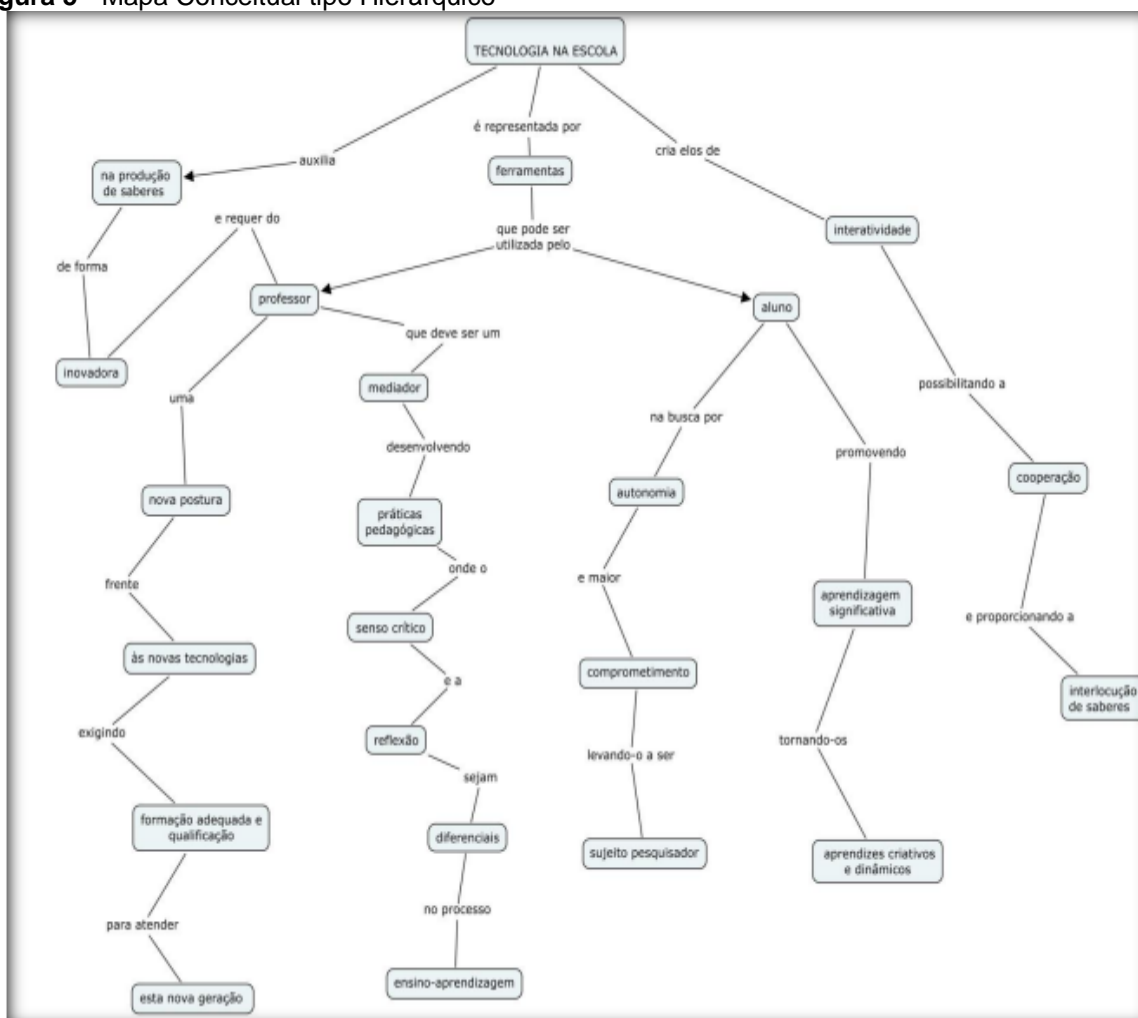 Mapa Conceitual tipo Hierárquico
TECNOLOGIA NA ESCOLA
auxilia
é representada por
cria elos de
na produção
de saberes
ferramentas
interatividade
e requer do
que pode ser
utilizada pelo
de forma
professor
aluno
que deve ser um
inovadora
mediador
possibilitando a
uma
na busca por
desenvolvendo
promovendo
nova postura
práticas
pedagógicas
autonomia
cooperação
onde o
frente
e maior
senso crítico
aprendizagem
significativa
e proporcionando a
às novas tecnologias
e a
comprometimento
interlocução
de saberes
exigindo
reflexão
levando-o a ser
tornando-os
sejam
formação adequada e
qualificação
diferenciais
sujeito pesquisador
aprendizes criativos
e dinâmicos
no processo
para atender
ensino-aprendizagem
esta nova geração